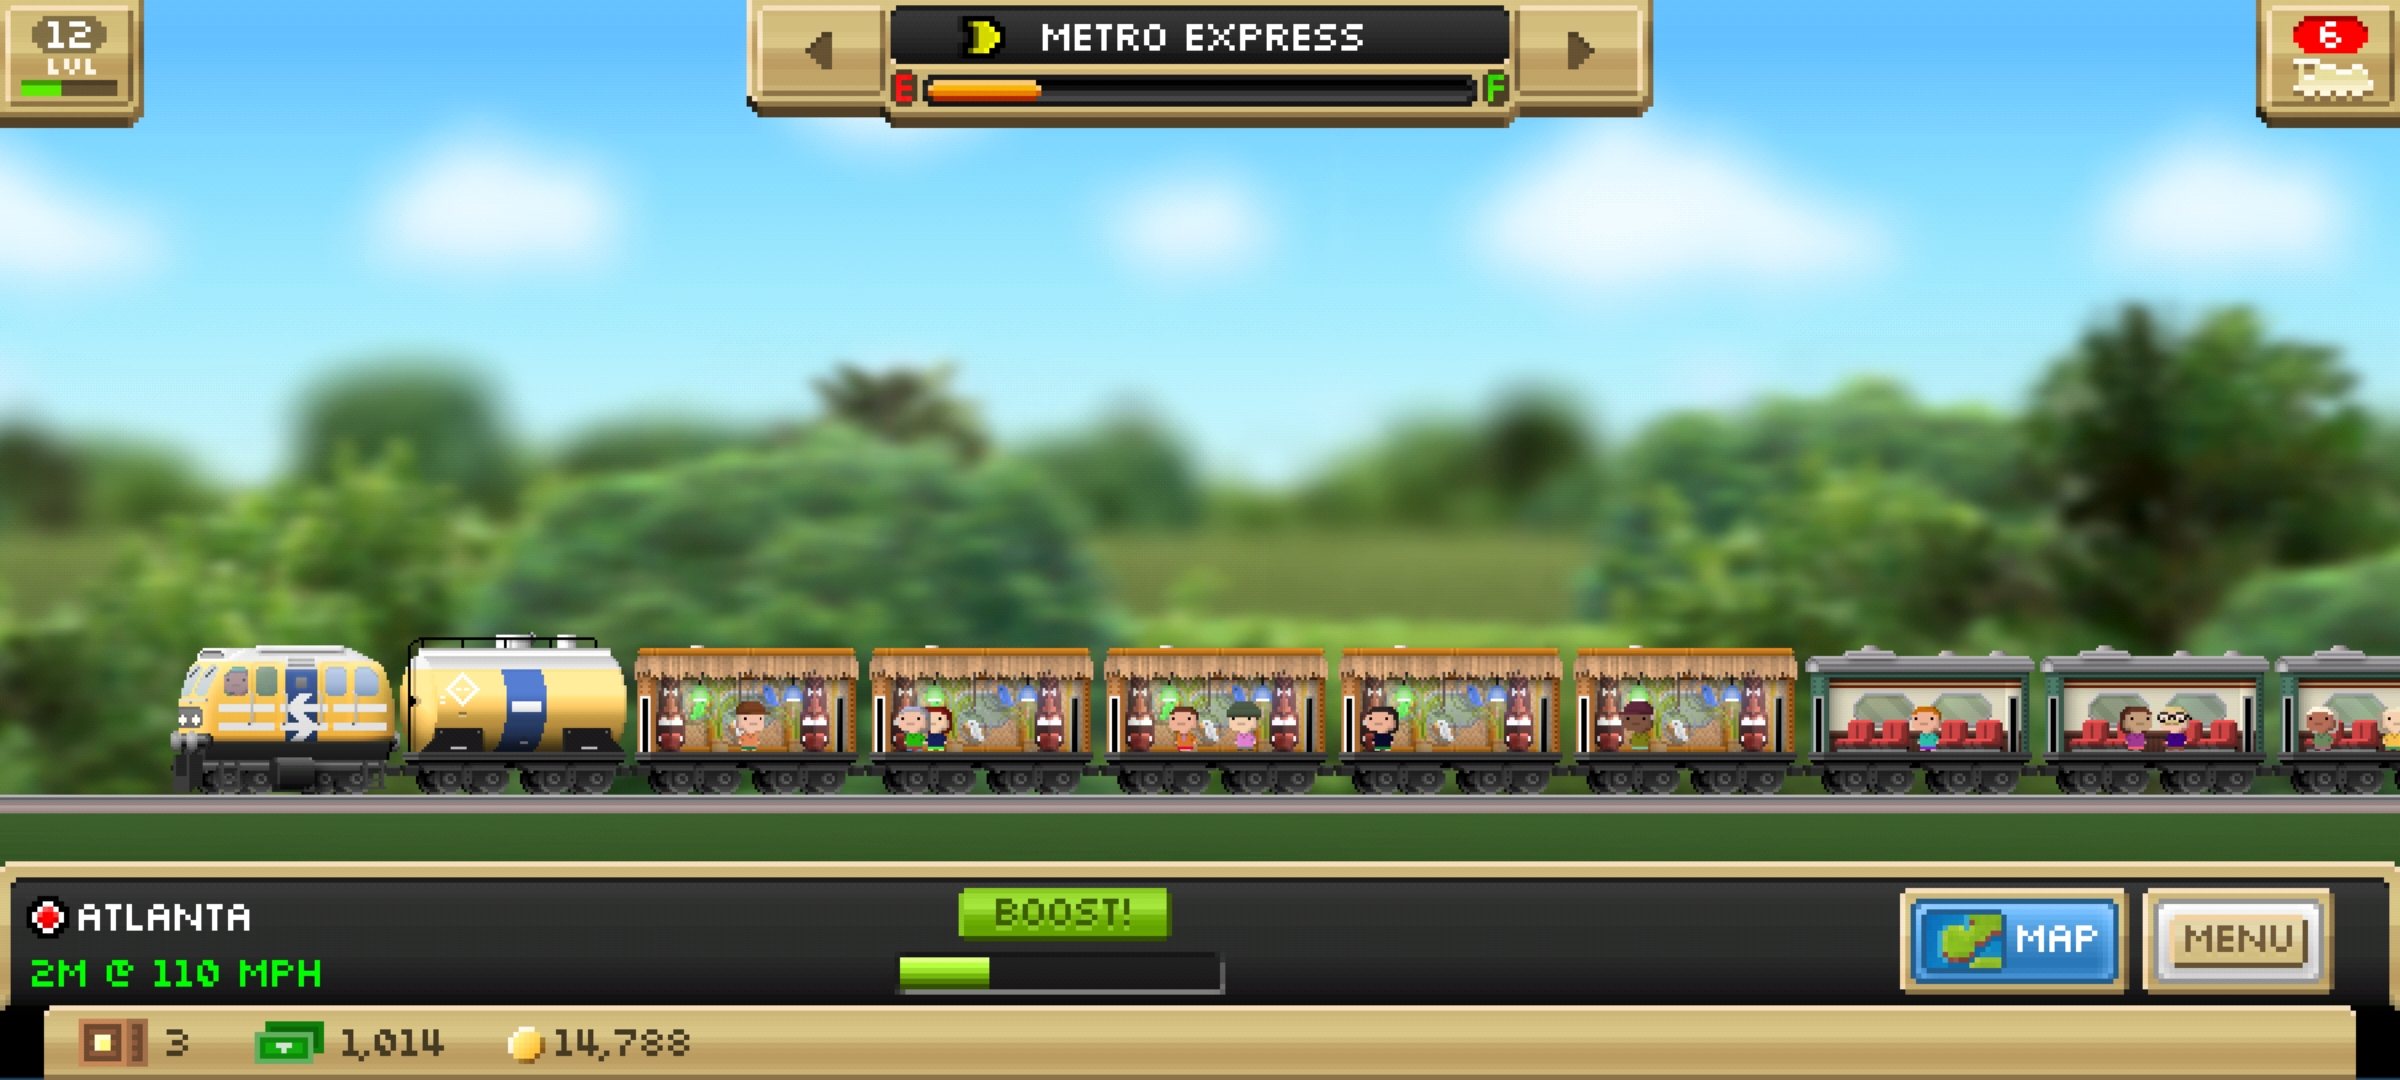 12
LVL
METRO EXPRESS
E
F
6
ATLANTA
2M @ 110 MPH
BOOST!
MAP
MENU
3
1,014
14,788